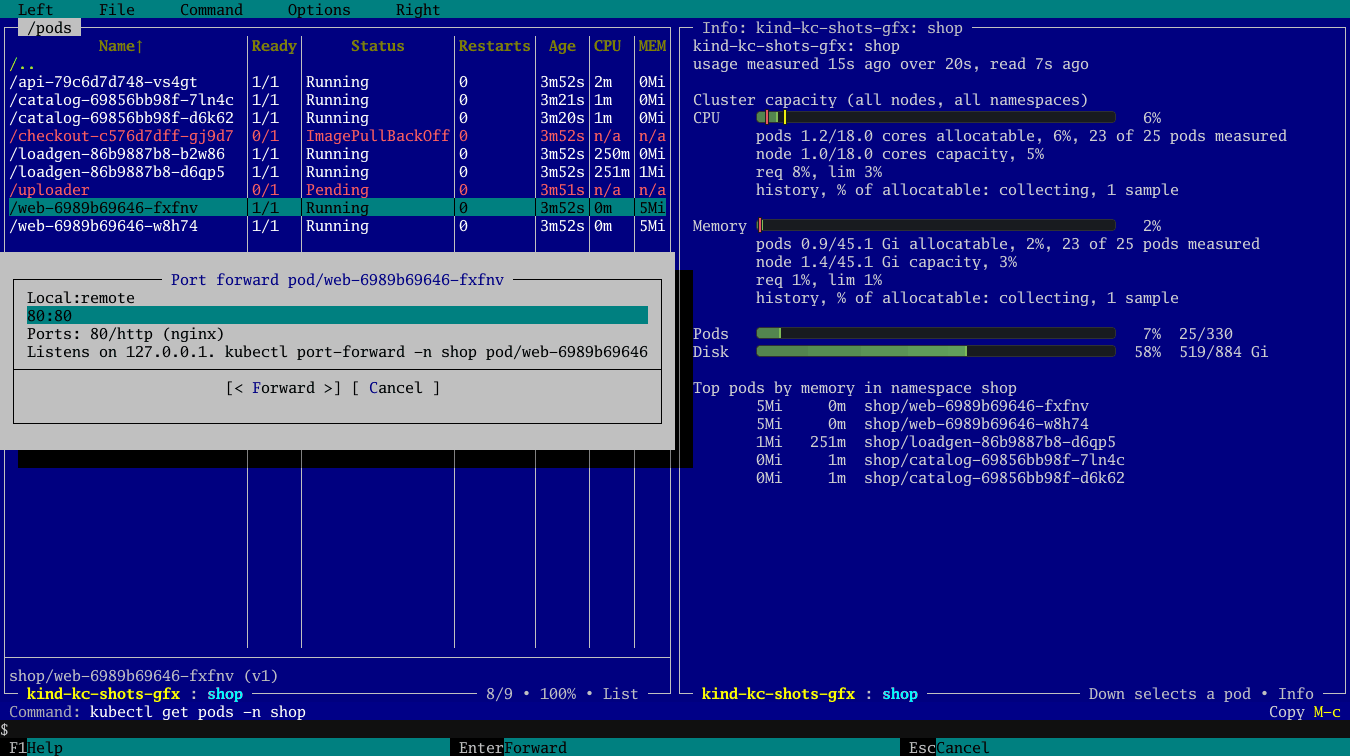 Left File Command Options Right
/pods
Name↑ Ready Status Restarts Age CPU MEM
/..
/api-79c6d7d748-vs4gt 1/1 Running 0 3m52s 2m 0Mi
/catalog-69856bb98f-7ln4c 1/1 Running 0 3m21s 1m 0Mi
/catalog-69856bb98f-d6k62 1/1 Running 0 3m20s 1m 0Mi
/checkout-c576d7dff-gj9d7 0/1 ImagePullBackOff 0 3m52s n/a n/a
/loadgen-86b9887b8-b2w86 1/1 Running 0 3m52s 250m 0Mi
/loadgen-86b9887b8-d6qp5 1/1 Running 0 3m52s 251m 1Mi
/uploader 0/1 Pending 0 3m51s n/a n/a
/web-6989b69646-fxfnv 1/1 Running 0 3m52s 0m 5Mi
/web-6989b69646-w8h74 1/1 Running 0 3m52s 0m 5Mi
Port forward pod/web-6989b69646-fxfnv
Local:remote
80:80
Ports: 80/http (nginx)
Listens on 127.0.0.1. kubectl port-forward -n shop pod/web-6989b69646
[< Forward >] [ Cancel ]
shop/web-6989b69646-fxfnv (v1)
kind-kc-shots-gfx : shop 8/9 • 100% • List
Info: kind-kc-shots-gfx: shop
kind-kc-shots-gfx: shop
usage measured 15s ago over 20s, read 7s ago
Cluster capacity (all nodes, all namespaces)
CPU 6%
pods 1.2/18.0 cores allocatable, 6%, 23 of 25 pods measured
node 1.0/18.0 cores capacity, 5%
req 8%, lim 3%
history, % of allocatable: collecting, 1 sample
Memory 2%
pods 0.9/45.1 Gi allocatable, 2%, 23 of 25 pods measured
node 1.4/45.1 Gi capacity, 3%
req 1%, lim 1%
history, % of allocatable: collecting, 1 sample
Pods 7% 25/330
Disk 58% 519/884 Gi
Top pods by memory in namespace shop
5Mi 0m shop/web-6989b69646-fxfnv
5Mi 0m shop/web-6989b69646-w8h74
1Mi 251m shop/loadgen-86b9887b8-d6qp5
0Mi 1m shop/catalog-69856bb98f-7ln4c
0Mi 1m shop/catalog-69856bb98f-d6k62
kind-kc-shots-gfx : shop Down selects a pod • Info
Command: kubectl get pods -n shop Copy M-c
$
F1Help EnterForward EscCancel